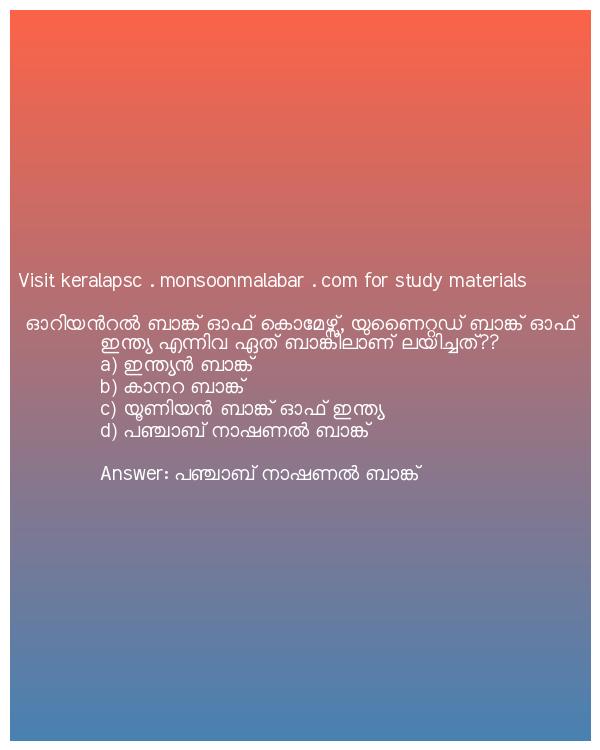 Visit keralapsc . monsoonmalabar . com for study materials
ഓറിയൻറൽ ബാങ്ക് ഓഫ് കൊമേഴ്സ്, യുണൈറ്റഡ് ബാങ്ക് ഓഫ്
ഇന്ത്യ എന്നിവ ഏത് ബാങ്കിലാണ് ലയിച്ചത്??
a) ഇന്ത്യൻ ബാങ്ക്
b) കാനറ ബാങ്ക്
c) യൂണിയൻ ബാങ്ക് ഓഫ് ഇന്ത്യ
d) പഞ്ചാബ് നാഷണൽ ബാങ്ക്
Answer: പഞ്ചാബ് നാഷണൽ ബാങ്ക്